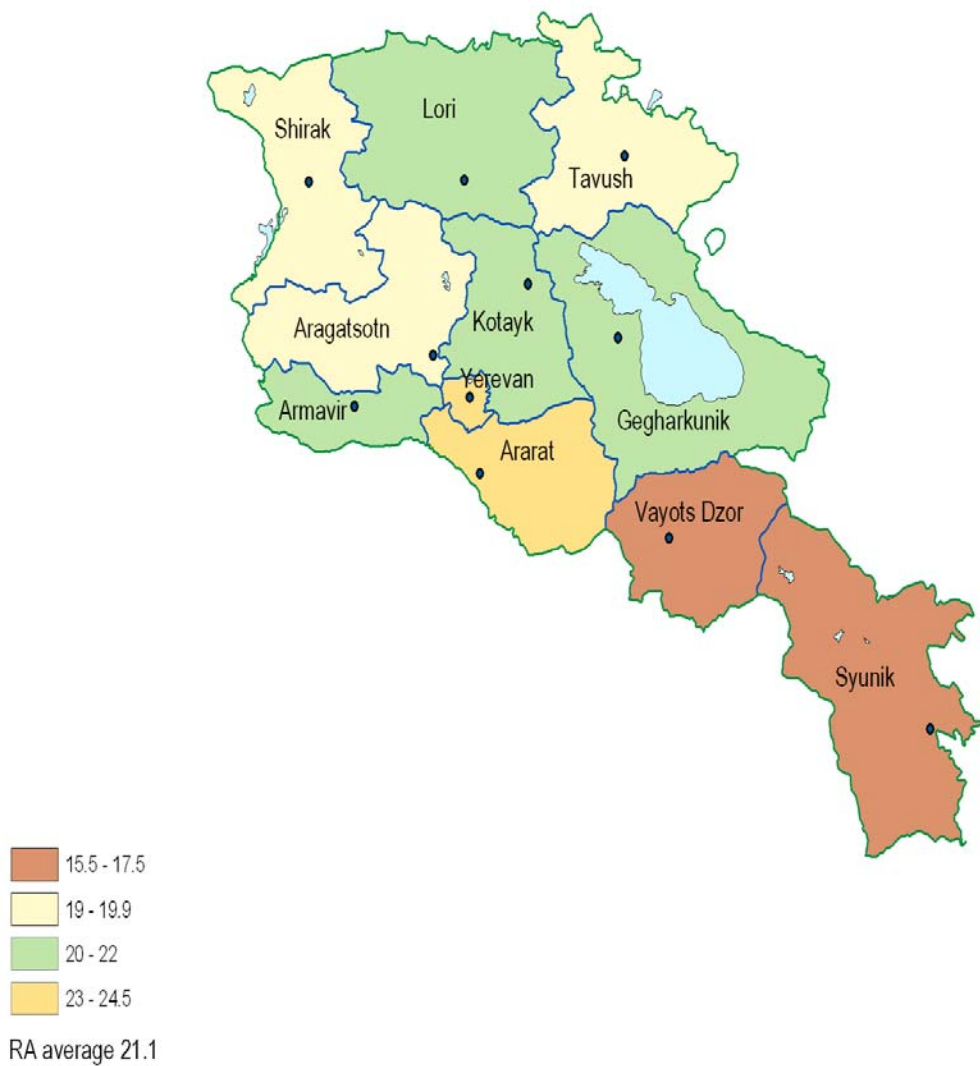 Lori
Shirak
Tavush
Kotayk
Aragatsotn
Yerevan
Armavir
Gegharkunik
Ararat
Vayots Dzor
Syunik
15.5 - 17.5
19 - 19.9
20 - 22
23 - 24.5
RA average 21.1